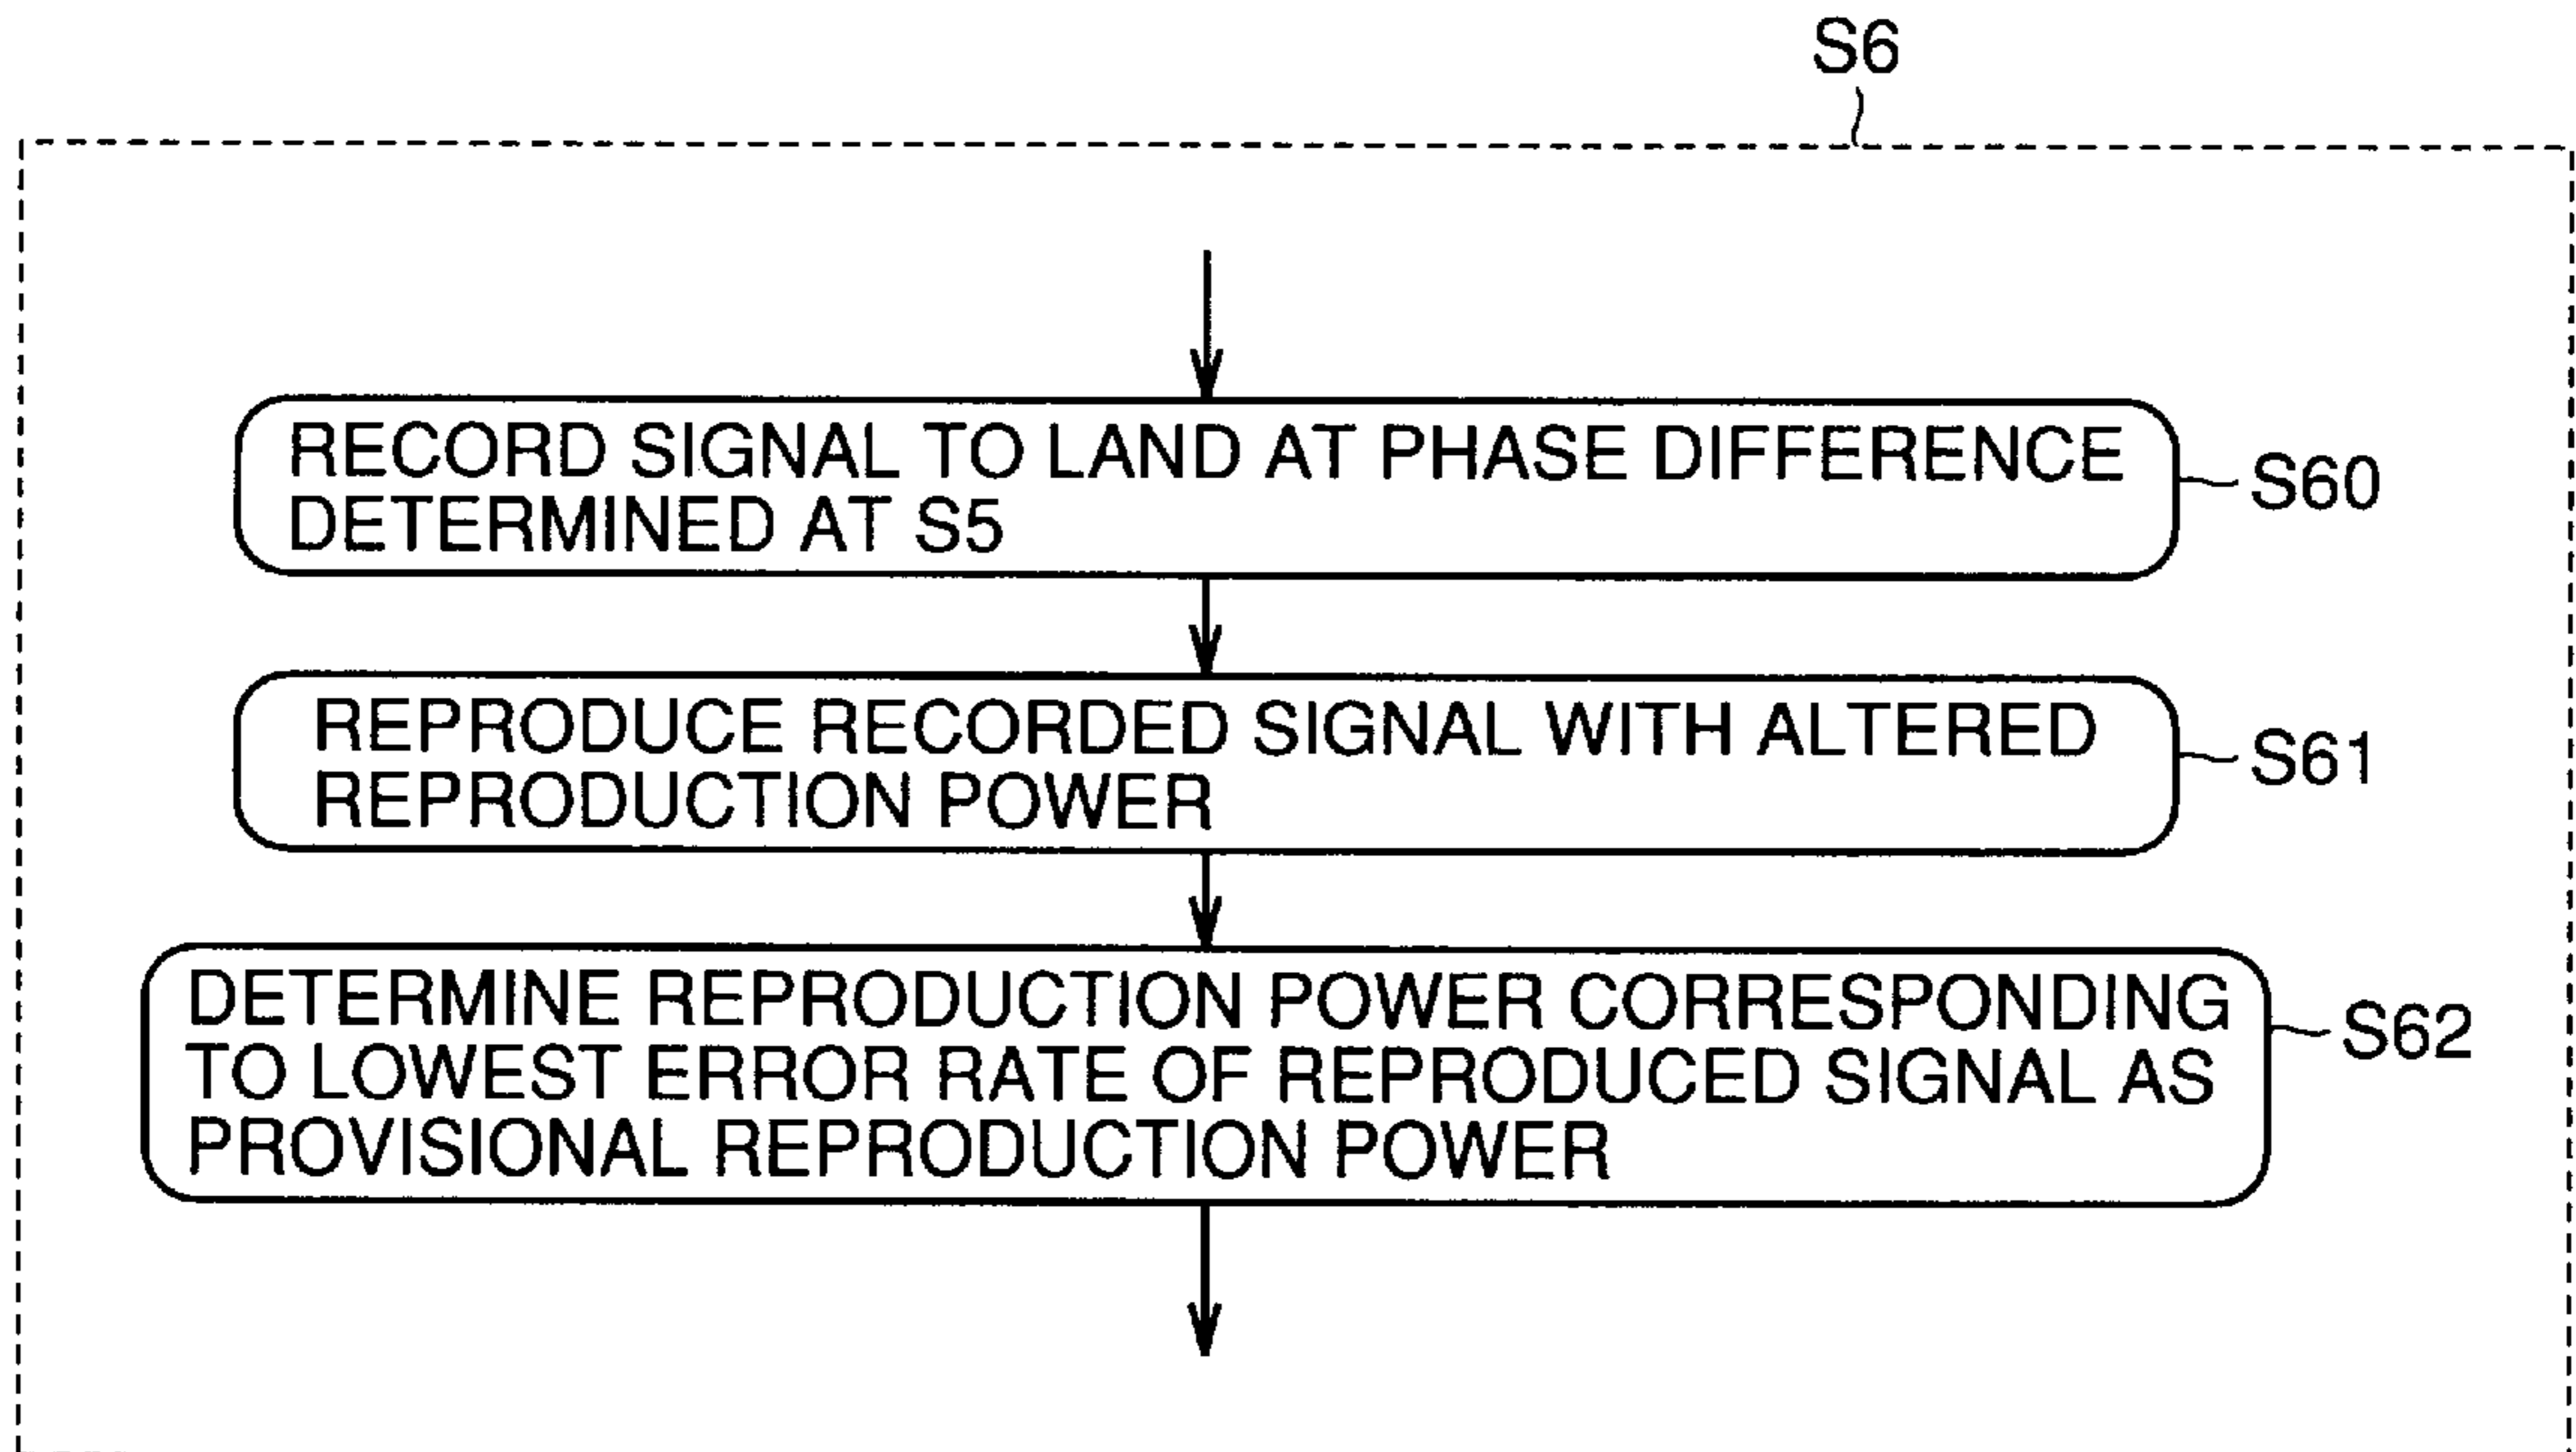 S6
RECORD SIGNAL TO LAND AT PHASE DIFFERENCE
DETERMINED AT S5
S60
REPRODUCE RECORDED SIGNAL WITH ALTERED
REPRODUCTION POWER
S61
DETERMINE REPRODUCTION POWER CORRESPONDING
TO LOWEST ERROR RATE OF REPRODUCED SIGNAL AS
PROVISIONAL REPRODUCTION POWER
S62